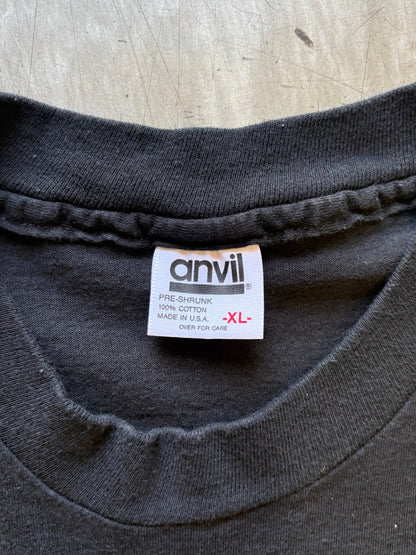 anvil®
PRE-SHRUNK
100% COTTON
MADE IN U.S.A. -XL-
OVER FOR CARE